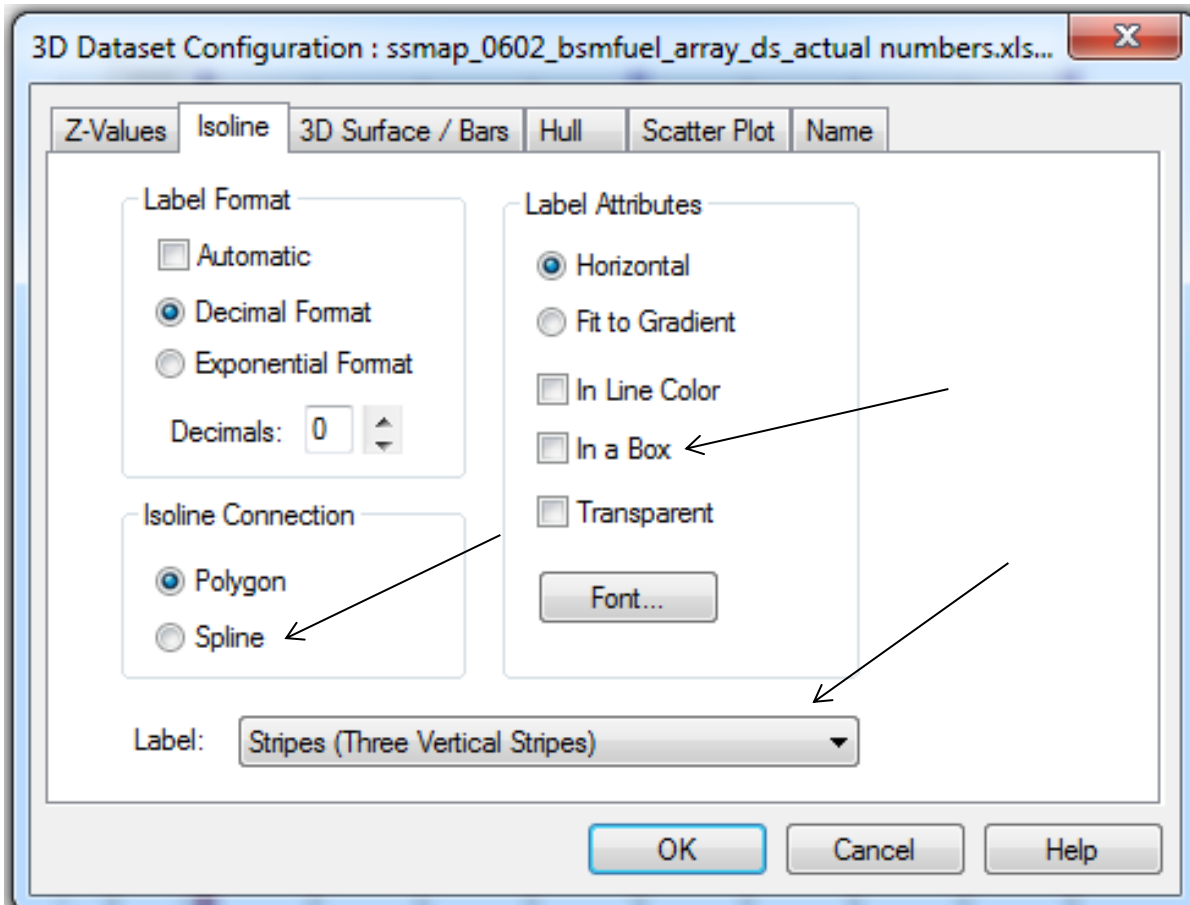 3D Dataset Configuration : ssmap_0602_bsmfuel_array_ds_actual numbers.xls...
Z-Values Isoline 3D Surface / Bars Hull Scatter Plot Name
Label Format
Automatic
Decimal Format
Exponential Format
Decimals: 0
Isoline Connection
Polygon
Spline
Label Attributes
Horizontal
Fit to Gradient
In Line Color
In a Box
Transparent
Font...
Label: Stripes (Three Vertical Stripes)
OK Cancel Help